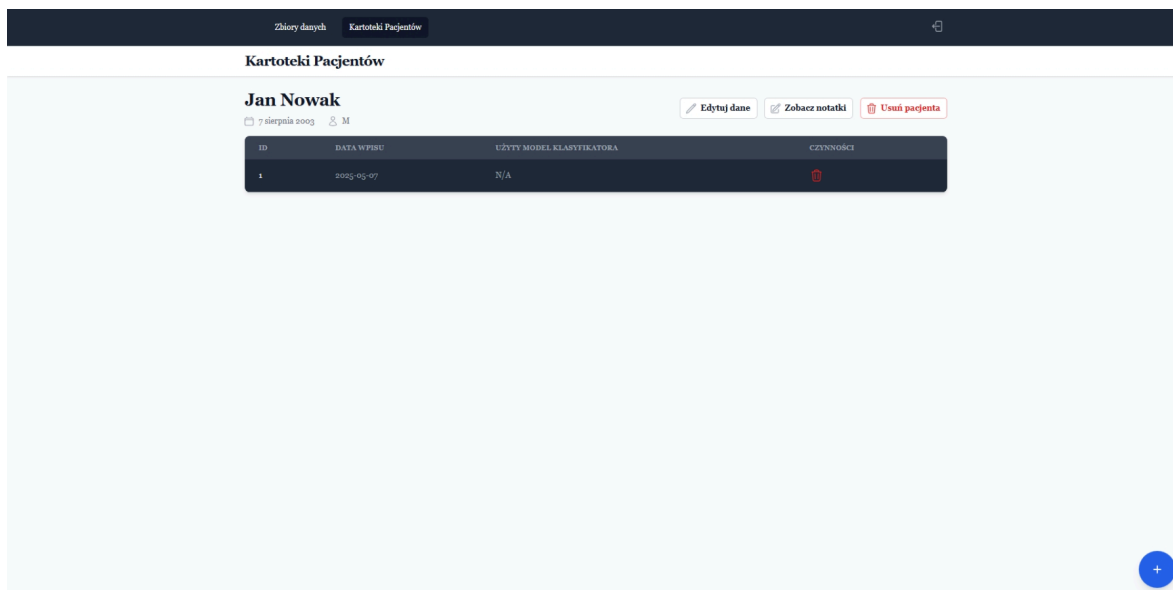 Zbiory danych Kartoteki Pacjentów
Kartoteki Pacjentów
Jan Nowak
7 sierpnia 2003 M
Edytuj dane Zobacz notatki Usuń pacjenta
ID DATA WPISU UŻYTY MODEL KLASYFIKATORA CZYNNOŚCI
1 2025-05-07 N/A
+